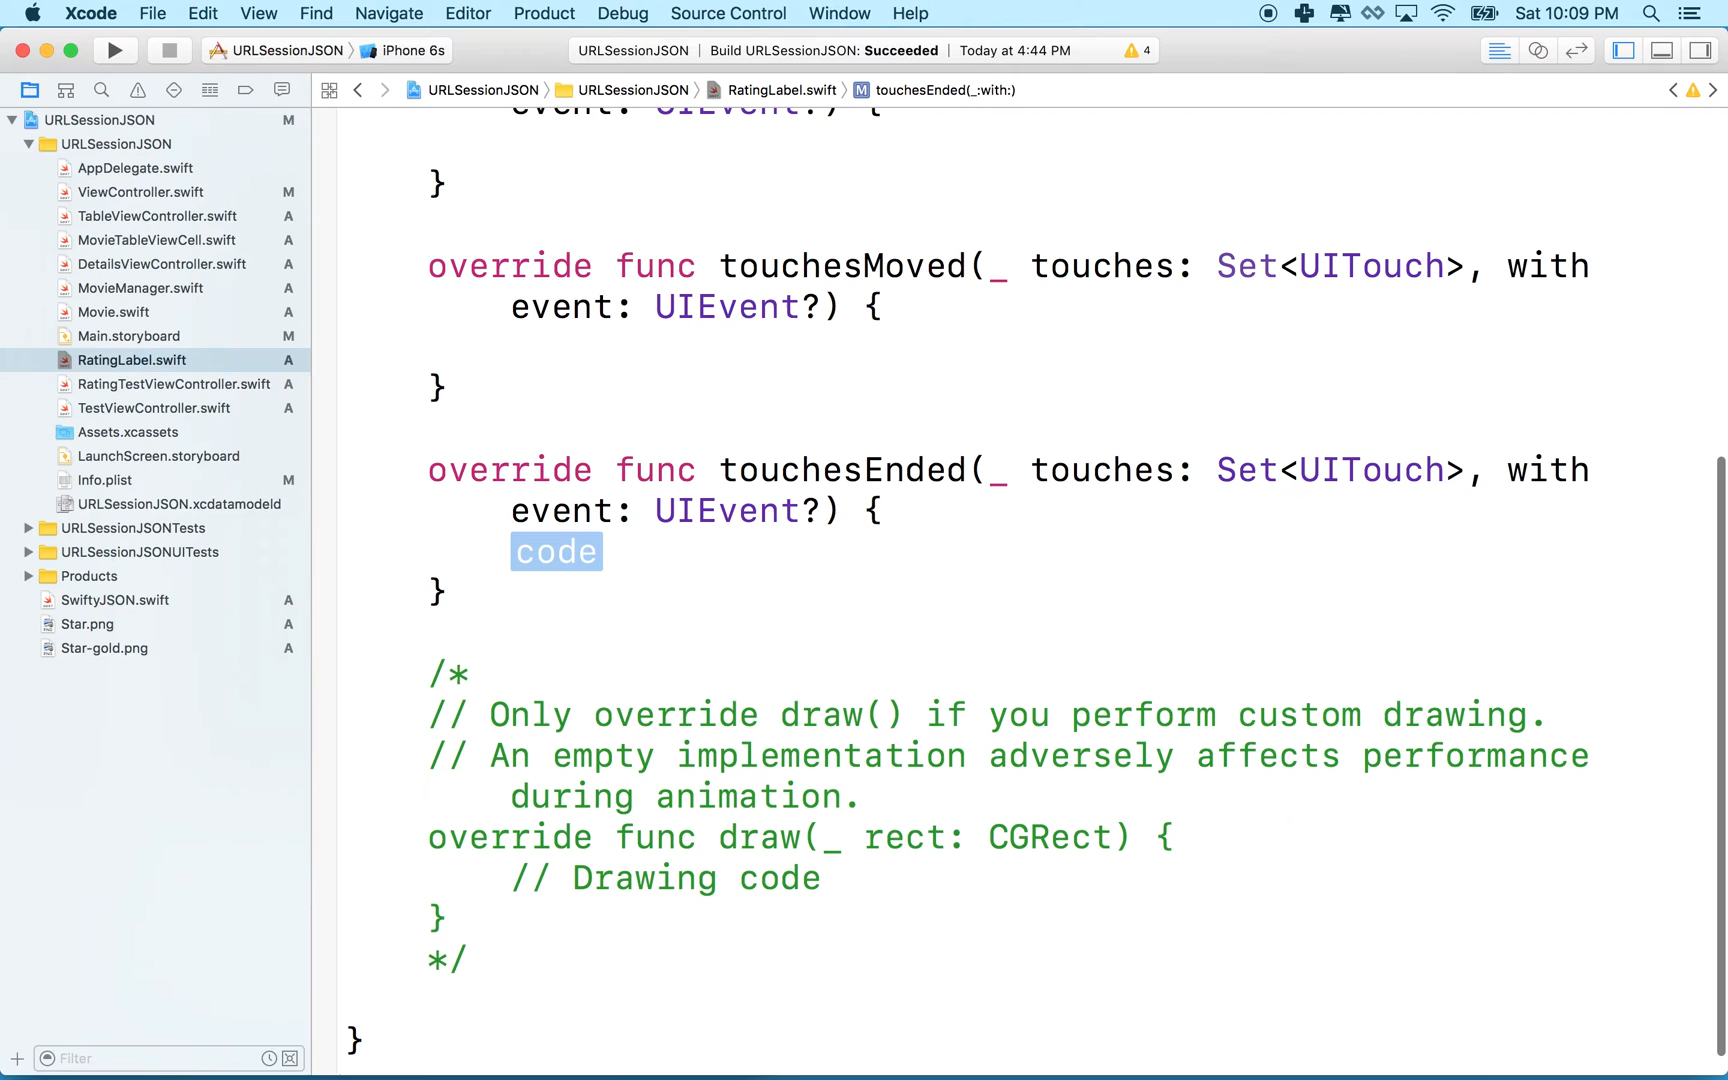 Xcode File Edit View Find Navigate Editor Product Debug Source Control Window Help Sat 10:09 PM
URLSessionJSON iPhone 6s URLSessionJSON Build URLSessionJSON: Succeeded Today at 4:44 PM 4
URLSessionJSON URLSessionJSON RatingLabel.swift M touchesEnded(_:with:)
URLSessionJSON M
URLSessionJSON
AppDelegate.swift
ViewController.swift M
TableViewController.swift A
MovieTableViewCell.swift A
DetailsViewController.swift A
MovieManager.swift A
Movie.swift A
Main.storyboard M
RatingLabel.swift A
RatingTestViewController.swift A
TestViewController.swift A
Assets.xcassets
LaunchScreen.storyboard
Info.plist M
URLSessionJSON.xcdatamodeld
URLSessionJSONTests
URLSessionJSONUITests
Products
SwiftyJSON.swift A
Star.png A
Star-gold.png A
Filter
event: UIEvent?) {
}
override func touchesMoved(_ touches: Set<UITouch>, with
event: UIEvent?) {
}
override func touchesEnded(_ touches: Set<UITouch>, with
event: UIEvent?) {
code
}
/*
// Only override draw() if you perform custom drawing.
// An empty implementation adversely affects performance
during animation.
override func draw(_ rect: CGRect) {
// Drawing code
}
*/
}